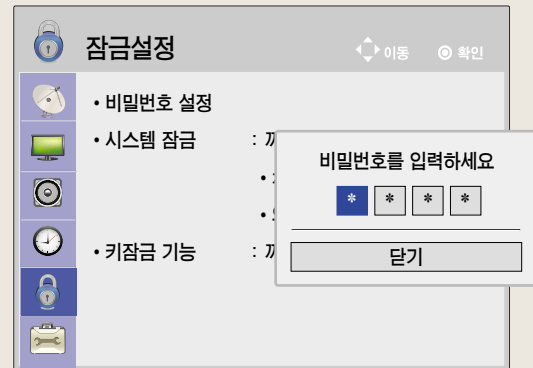 잠금설정
이동 확인
• 비밀번호 설정
• 시스템 잠금 :
• 키잠금 기능 :
비밀번호를 입력하세요
* * * *
닫기